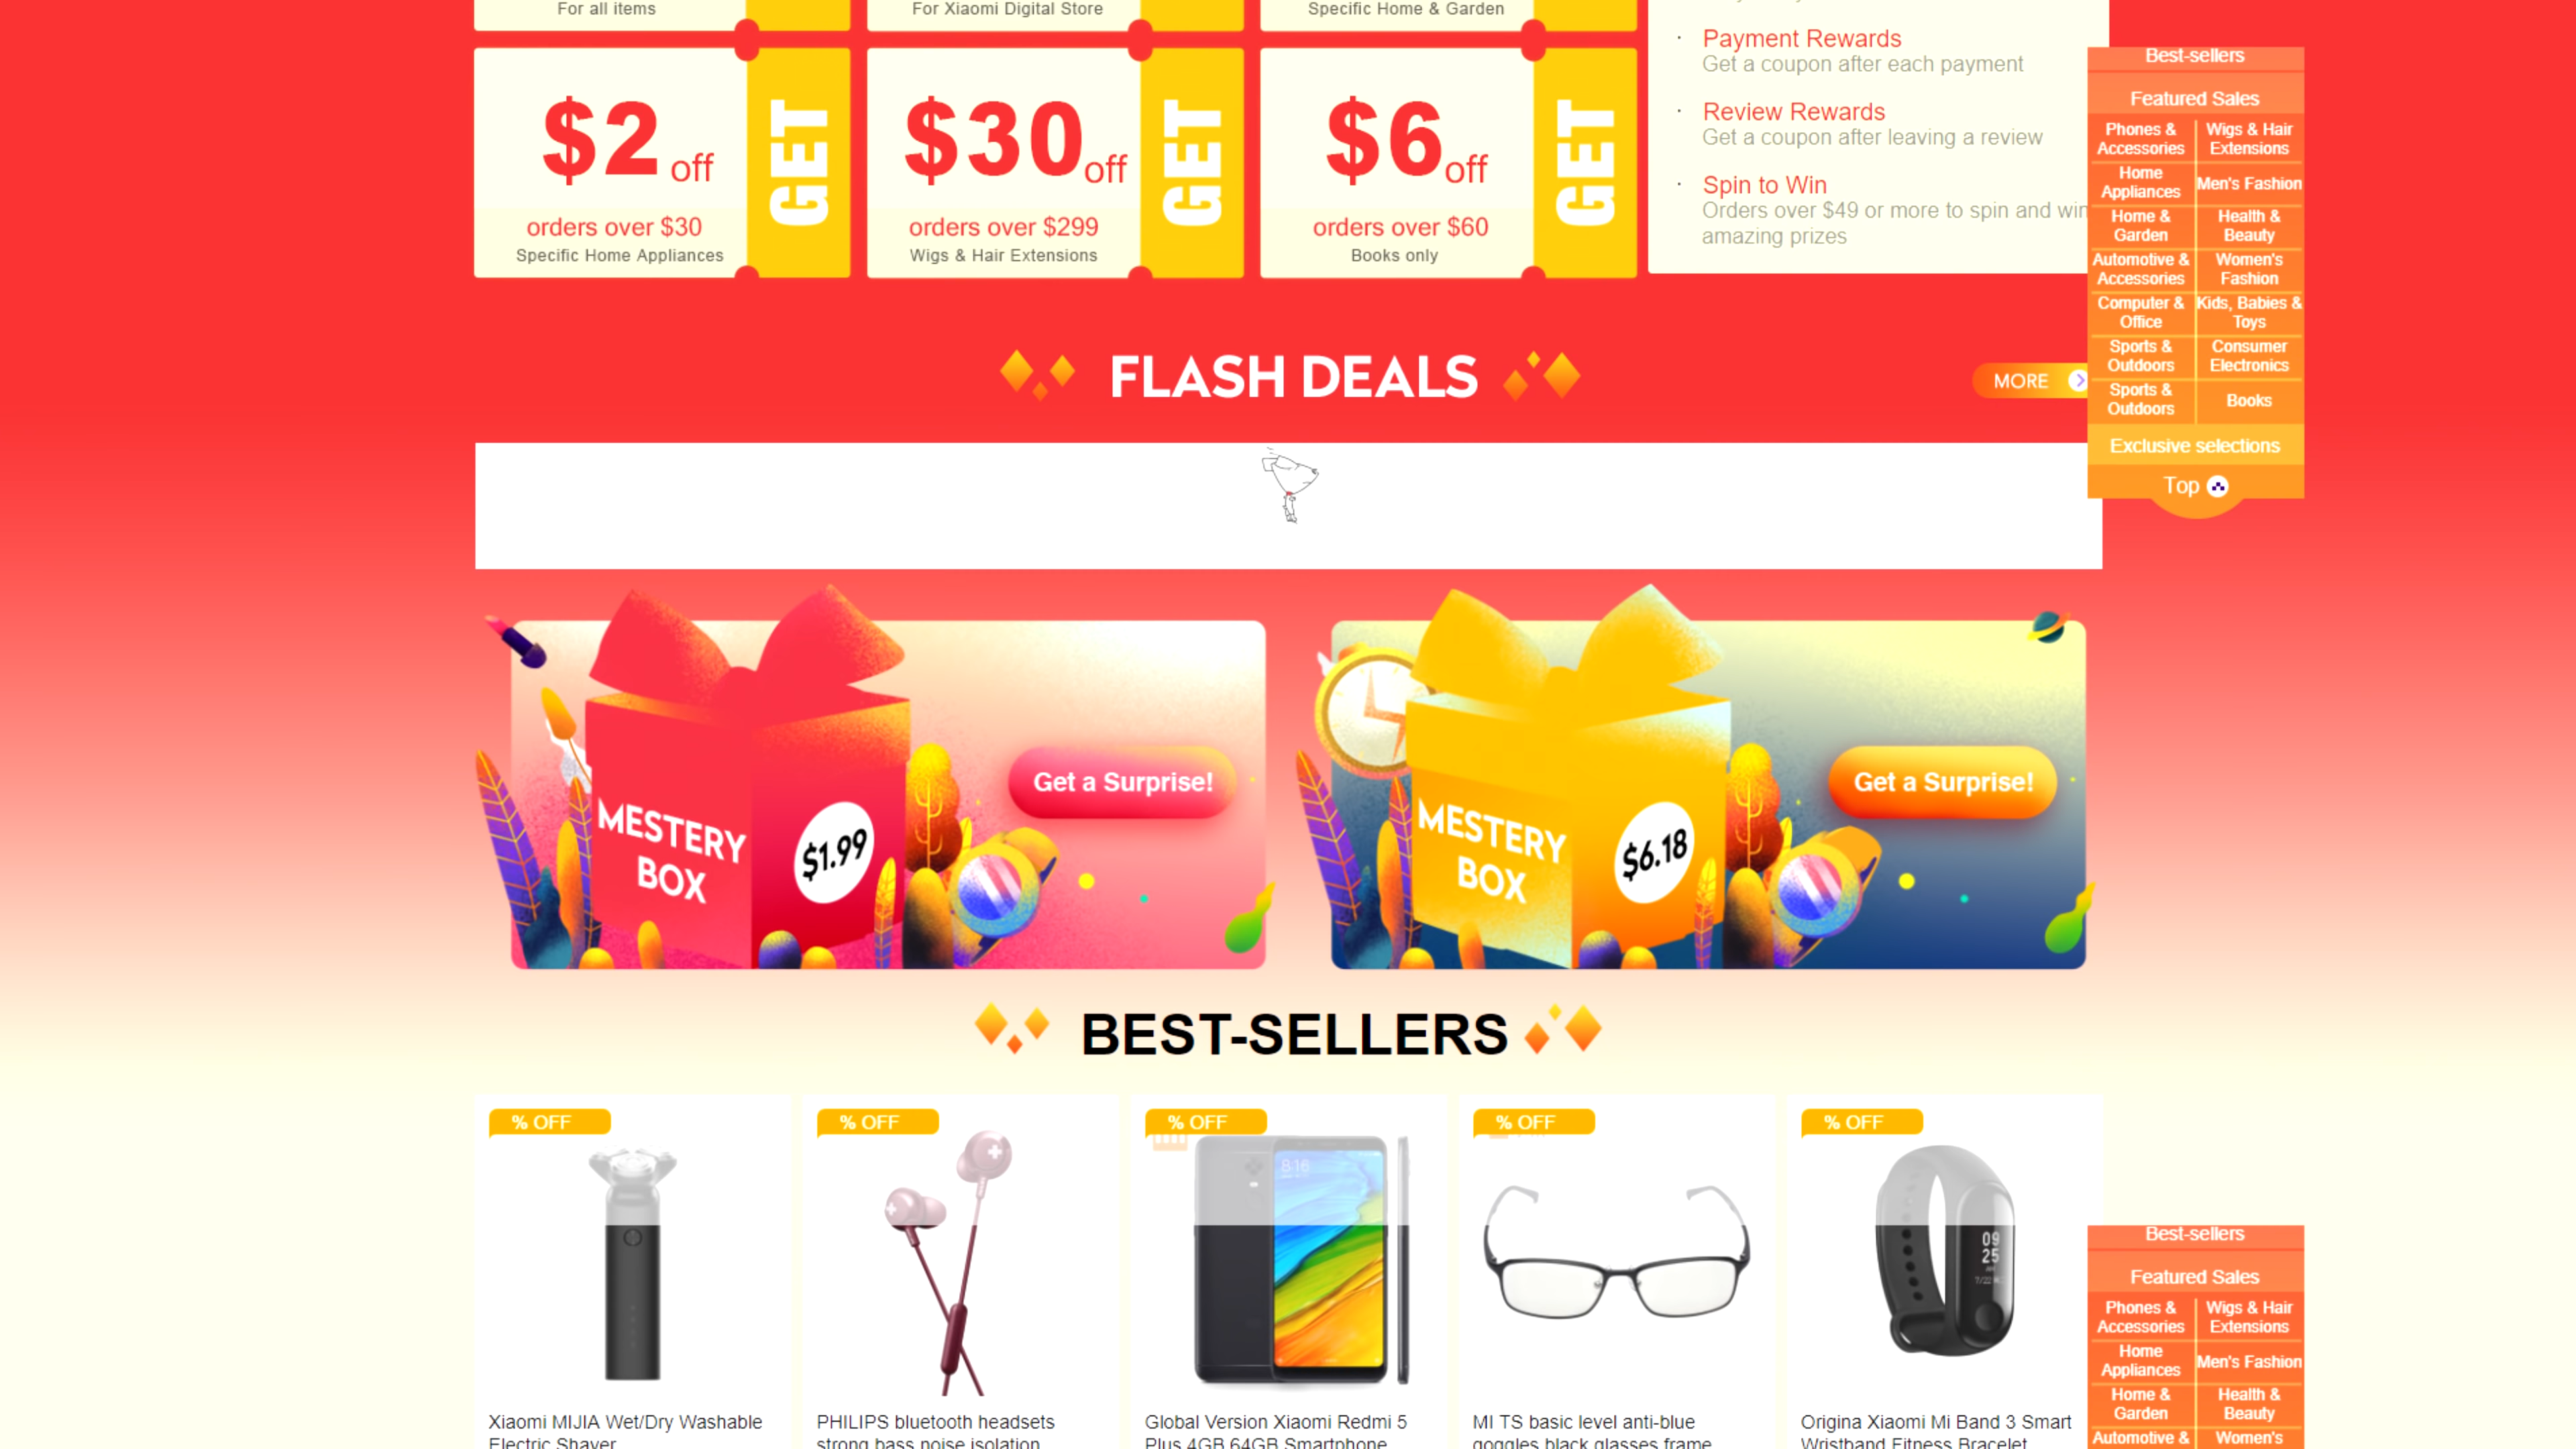 For all items
For Xiaomi Digital Store
Specific Home & Garden
$2 off
orders over $30
Specific Home Appliances
GET
$30 off
orders over $299
Wigs & Hair Extensions
GET
$6 off
orders over $60
Books only
GET
· Payment Rewards
Get a coupon after each payment
· Review Rewards
Get a coupon after leaving a review
· Spin to Win
Orders over $49 or more to spin and win
amazing prizes
Best-sellers
Featured Sales
Phones &
Accessories
Wigs & Hair
Extensions
Home
Appliances
Men's Fashion
Home &
Garden
Health &
Beauty
Automotive &
Accessories
Women's
Fashion
Computer &
Office
Kids, Babies &
Toys
Sports &
Outdoors
Consumer
Electronics
Sports &
Outdoors
Books
Exclusive selections
Top
FLASH DEALS
MORE
MESTERY
BOX
$1.99
Get a Surprise!
MESTERY
BOX
$6.18
Get a Surprise!
BEST-SELLERS
% OFF
% OFF
% OFF
% OFF
% OFF
8:16
09
25
Xiaomi MIJIA Wet/Dry Washable
Electric Shaver
PHILIPS bluetooth headsets
strong bass noise isolation
Global Version Xiaomi Redmi 5
Plus 4GB 64GB Smartphone
MI TS basic level anti-blue
goggles black glasses frame
Origina Xiaomi Mi Band 3 Smart
Wristband Fitness Bracelet
Best-sellers
Featured Sales
Phones &
Accessories
Wigs & Hair
Extensions
Home
Appliances
Men's Fashion
Home &
Garden
Health &
Beauty
Automotive &
Women's